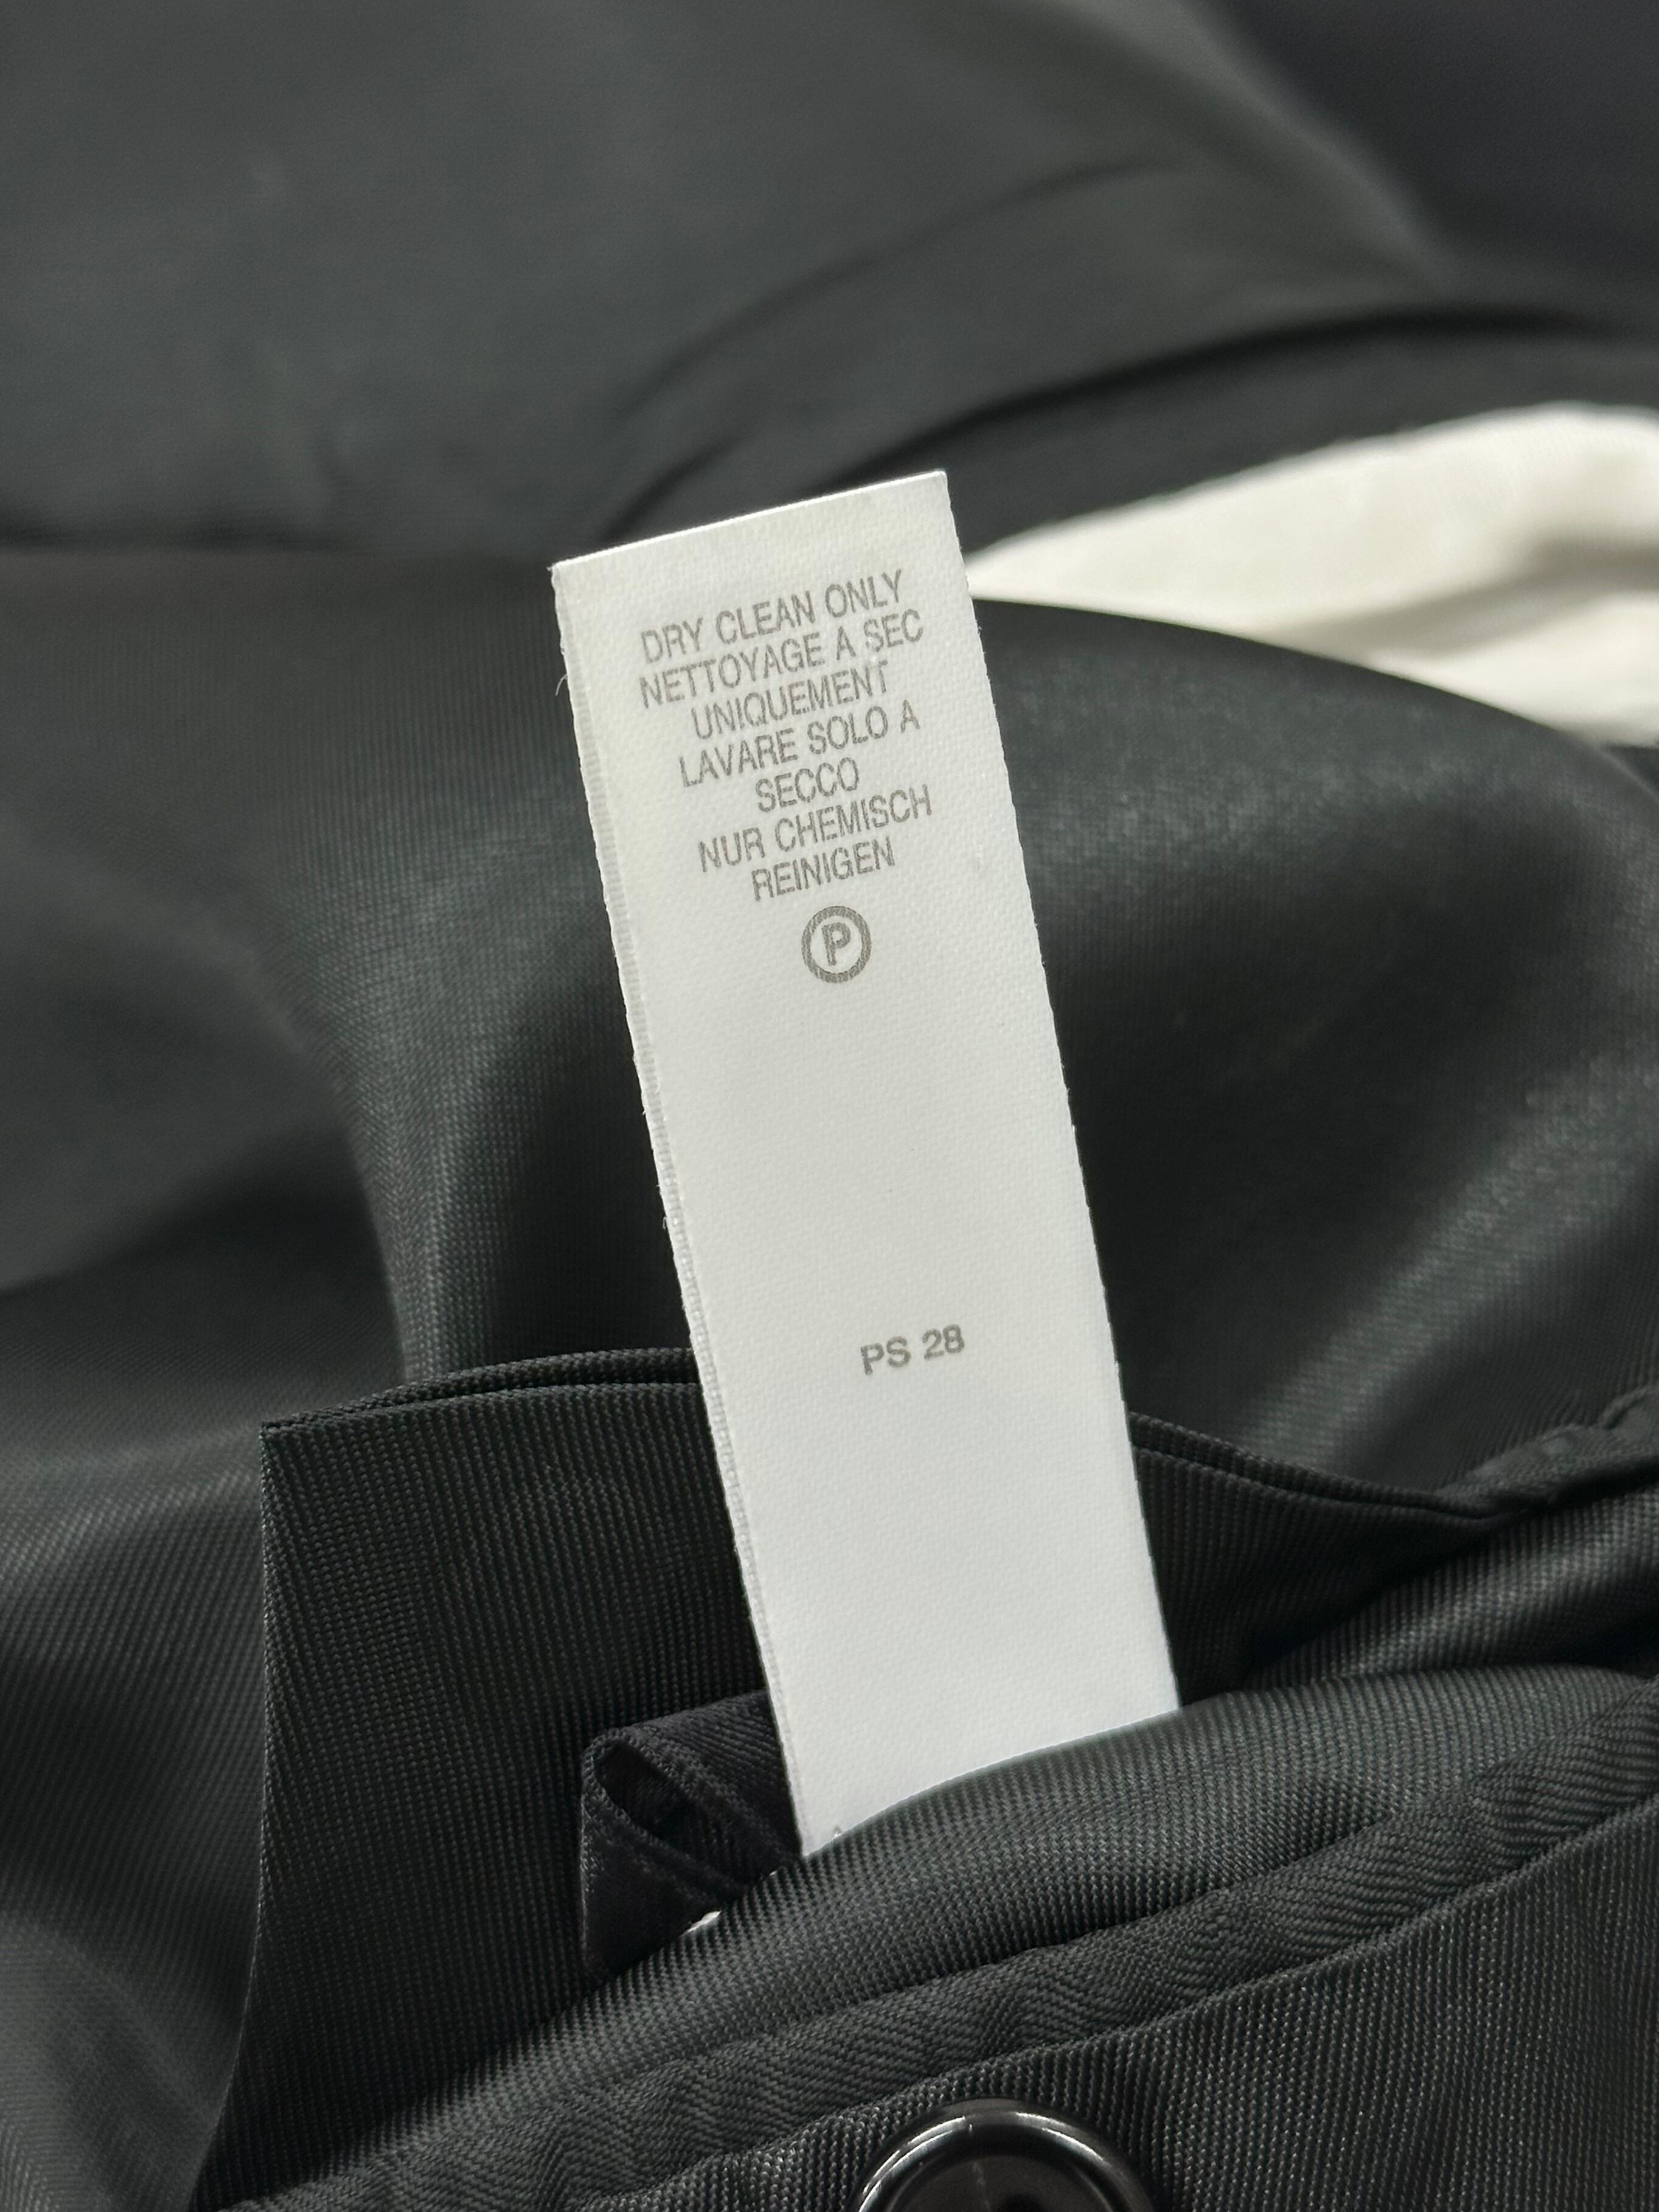 DRY CLEAN ONLY
NETTOYAGE A SEC
UNIQUEMENT
LAVARE SOLO A
SECCO
NUR CHEMISCH
REINIGEN
P
PS 28